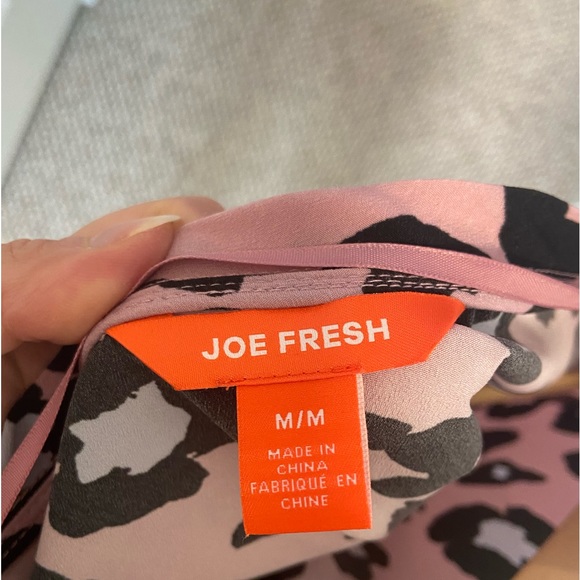 JOE FRESH
M/M
MADE IN
CHINA
FABRIQUÉ EN
CHINE